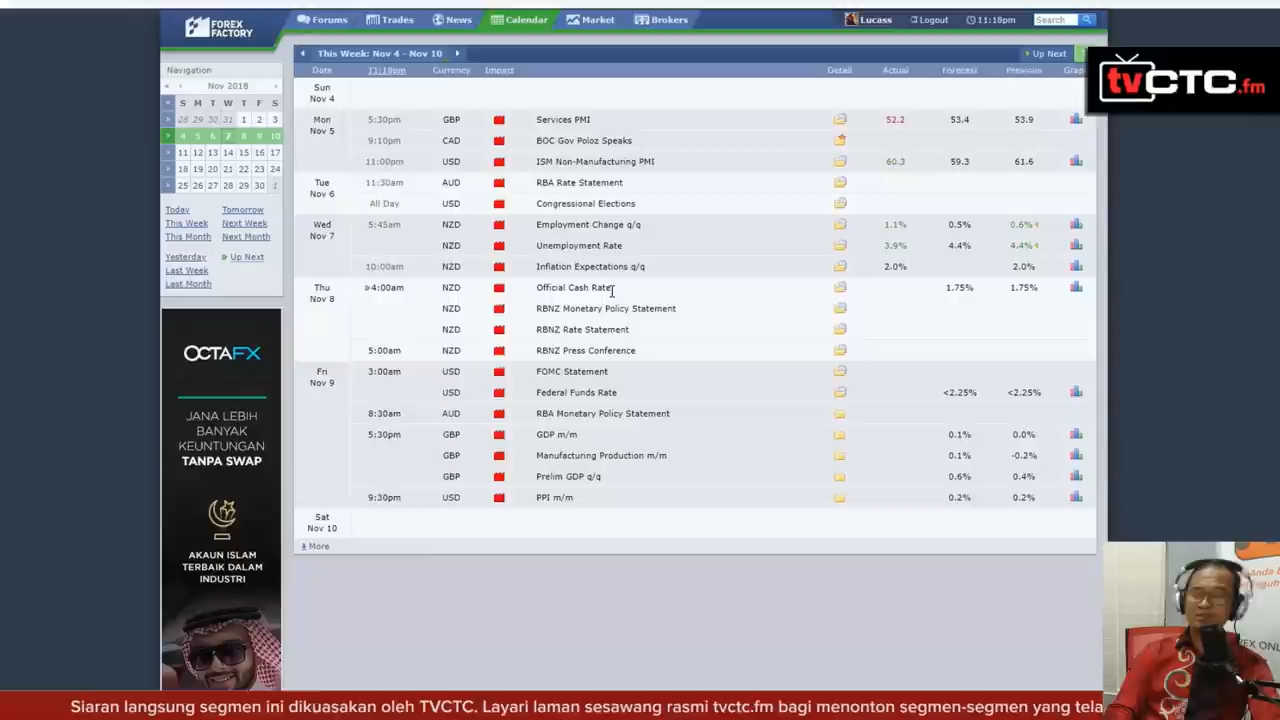 FOREX FACTORY
Forums Trades News Calendar Market Brokers Lucass Logout 11:18pm Search
tvCTC.fm
This Week: Nov 4 - Nov 10 Up Next
Date 11:18pm Currency Impact Detail Actual Forecast Previous Grap
Sun Nov 4
Mon Nov 5 5:30pm GBP Services PMI 52.2 53.4 53.9
9:10pm CAD BOC Gov Poloz Speaks
11:00pm USD ISM Non-Manufacturing PMI 60.3 59.3 61.6
Tue Nov 6 11:30am AUD RBA Rate Statement
All Day USD Congressional Elections
Wed Nov 7 5:45am NZD Employment Change q/q 1.1% 0.5% 0.6%
NZD Unemployment Rate 3.9% 4.4% 4.4%
10:00am NZD Inflation Expectations q/q 2.0% 2.0%
Thu Nov 8 4:00am NZD Official Cash Rate 1.75% 1.75%
NZD RBNZ Monetary Policy Statement
NZD RBNZ Rate Statement
5:00am NZD RBNZ Press Conference
Fri Nov 9 3:00am USD FOMC Statement
USD Federal Funds Rate <2.25% <2.25%
8:30am AUD RBA Monetary Policy Statement
5:30pm GBP GDP m/m 0.1% 0.0%
GBP Manufacturing Production m/m 0.1% -0.2%
GBP Prelim GDP q/q 0.6% 0.4%
9:30pm USD PPI m/m 0.2% 0.2%
Sat Nov 10
More
Navigation
« ‹ Nov 2018 ›
S M T W T F S
28 29 30 31 1 2 3
4 5 6 7 8 9 10
11 12 13 14 15 16 17
18 19 20 21 22 23 24
25 26 27 28 29 30 1
Today Tomorrow
This Week Next Week
This Month Next Month
Yesterday Up Next
Last Week
Last Month
OCTAFX
JANA LEBIH
BANYAK
KEUNTUNGAN
TANPA SWAP
AKAUN ISLAM
TERBAIK DALAM
INDUSTRI
Siaran langsung segmen ini dikuasakan oleh TVCTC. Layari laman sesawang rasmi tvctc.fm bagi menonton segmen-segmen yang tela